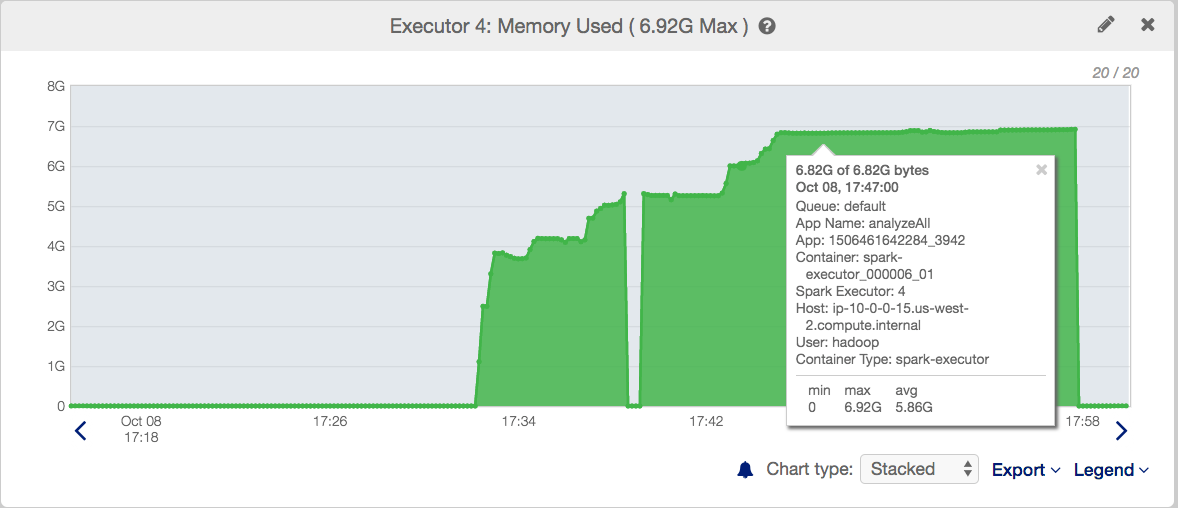 Executor 4: Memory Used ( 6.92G Max ) ?
20 / 20
8G
7G
6G
5G
4G
3G
2G
1G
0
6.82G of 6.82G bytes
Oct 08, 17:47:00
Queue: default
App Name: analyzeAll
App: 1506461642284_3942
Container: spark-
executor_000006_01
Spark Executor: 4
Host: ip-10-0-0-15.us-west-
2.compute.internal
User: hadoop
Container Type: spark-executor
min max avg
0 6.92G 5.86G
Oct 08 17:26 17:34 17:42 17:58
17:18
Chart type: Stacked Export Legend